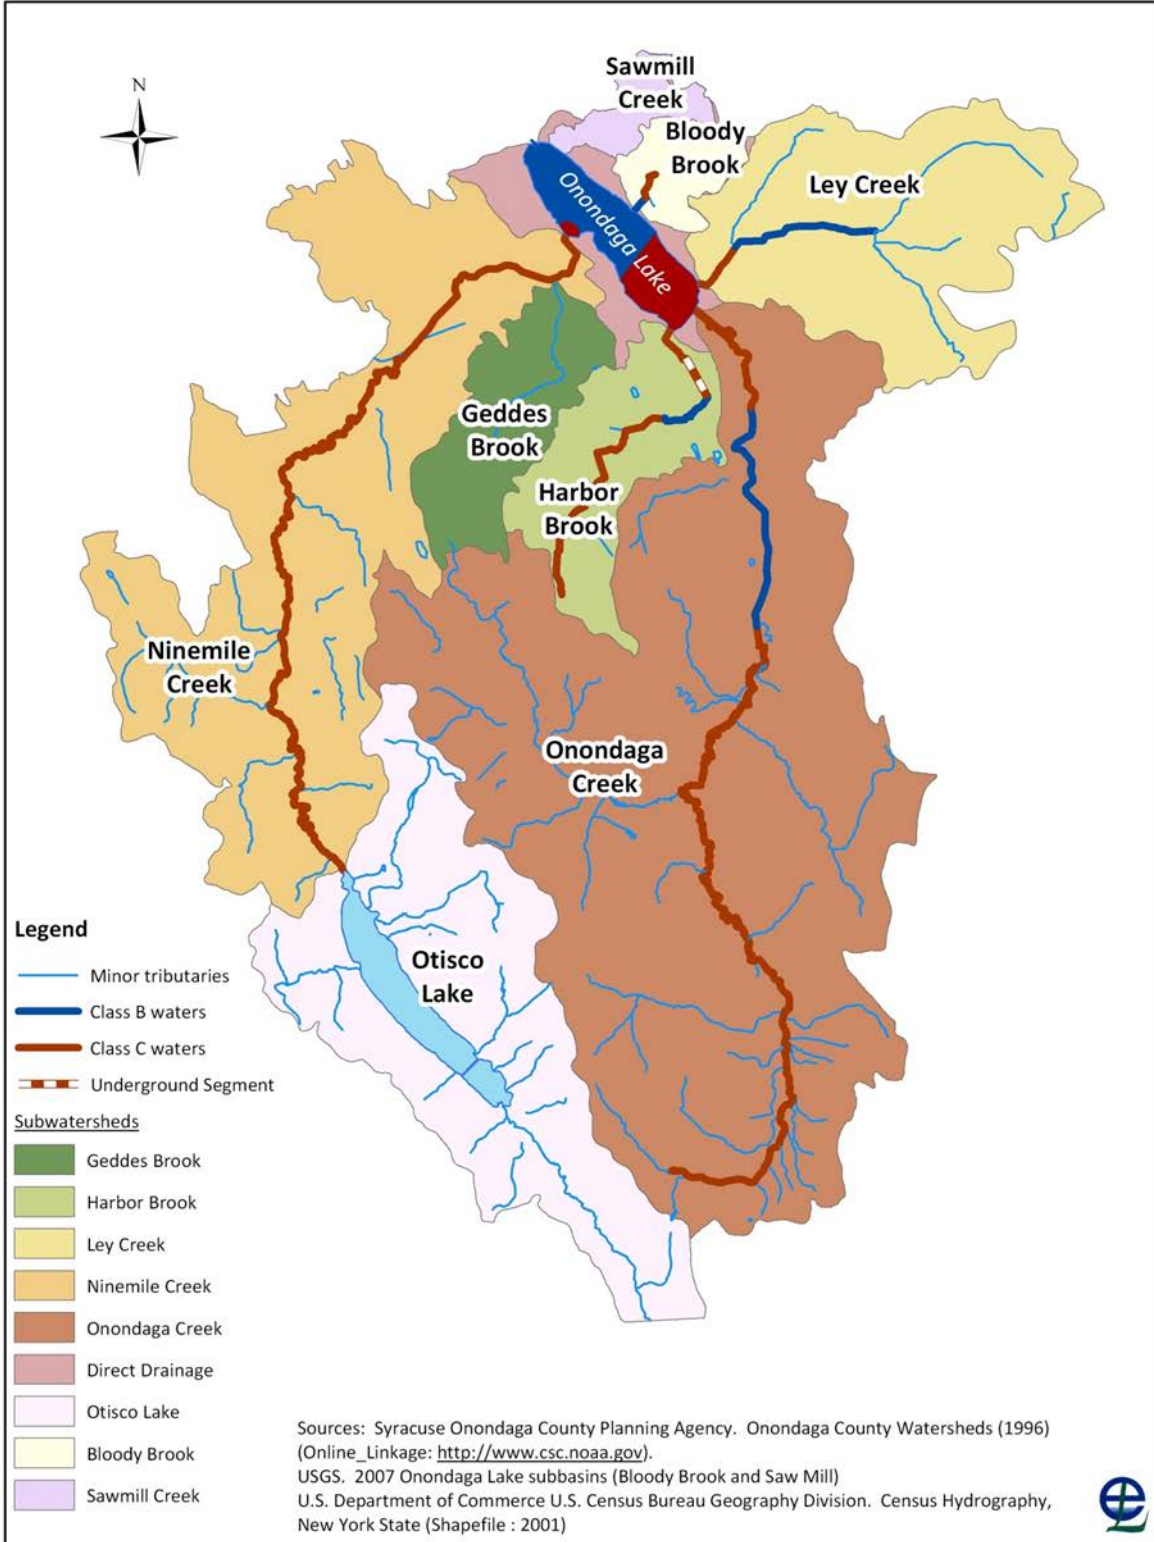 N
Sawmill
Creek
Bloody
Brook
Ley Creek
Onondaga Lake
Geddes
Brook
Harbor
Brook
Ninemile
Creek
Onondaga
Creek
Otisco
Lake
Legend
Minor tributaries
Class B waters
Class C waters
Underground Segment
Subwatersheds
Geddes Brook
Harbor Brook
Ley Creek
Ninemile Creek
Onondaga Creek
Direct Drainage
Otisco Lake
Bloody Brook
Sawmill Creek
Sources: Syracuse Onondaga County Planning Agency. Onondaga County Watersheds (1996)
(Online_Linkage: http://www.csc.noaa.gov).
USGS. 2007 Onondaga Lake subbasins (Bloody Brook and Saw Mill)
U.S. Department of Commerce U.S. Census Bureau Geography Division. Census Hydrography,
New York State (Shapefile : 2001)